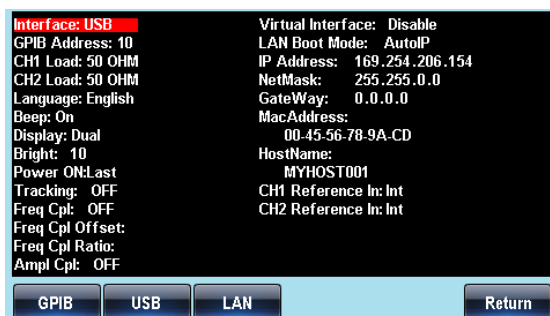 Interface: USB
GPIB Address: 10
CH1 Load: 50 OHM
CH2 Load: 50 OHM
Language: English
Beep: On
Display: Dual
Bright: 10
Power ON:Last
Tracking: OFF
Freq Cpl: OFF
Freq Cpl Offset:
Freq Cpl Ratio:
Ampl Cpl: OFF
Virtual Interface: Disable
LAN Boot Mode: AutoIP
IP Address: 169.254.206.154
NetMask: 255.255.0.0
GateWay: 0.0.0.0
MacAddress:
00-45-56-78-9A-CD
HostName:
MYHOST001
CH1 Reference In: Int
CH2 Reference In: Int
GPIB
USB
LAN
Return